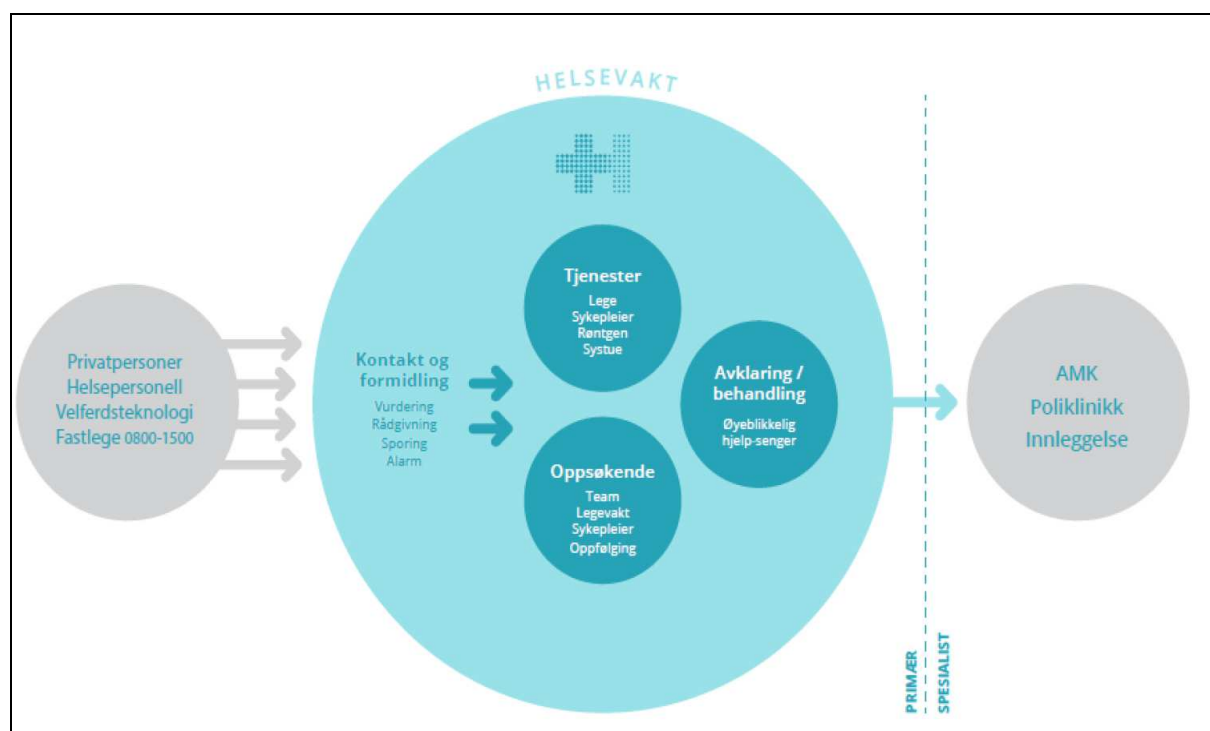 HELSEVAKT
Privatpersoner
Helsepersonell
Velferdsteknologi
Fastlege 0800-1500
Kontakt og
formidling
Vurdering
Rådgivning
Sporing
Alarm
Tjenester
Lege
Sykepleier
Røntgen
Systue
Oppsøkende
Team
Legevakt
Sykepleier
Oppfølging
Avklaring /
behandling
Øyeblikkelig
hjelp-senger
PRIMÆR
SPESIALIST
AMK
Poliklinikk
Innleggelse